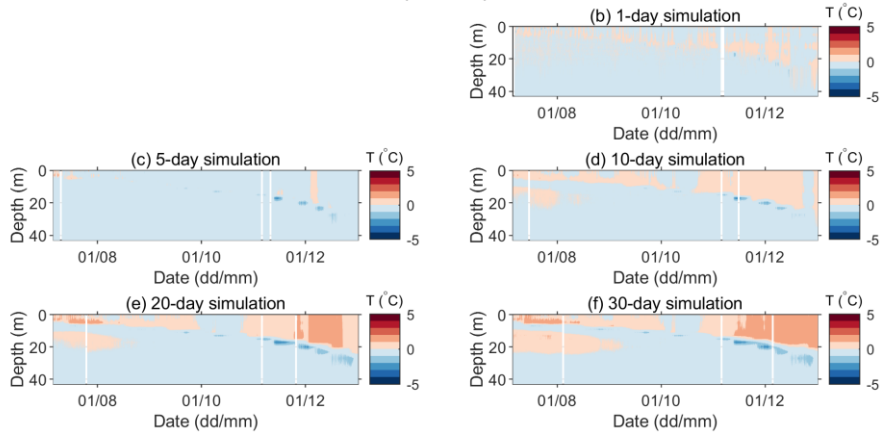 (b) 1-day simulation
T (°C)
Depth (m)
0
20
40
01/08
01/10
01/12
Date (dd/mm)
5
0
-5
(c) 5-day simulation
T (°C)
Depth (m)
0
20
40
01/08
01/10
01/12
Date (dd/mm)
5
0
-5
(d) 10-day simulation
T (°C)
Depth (m)
0
20
40
01/08
01/10
01/12
Date (dd/mm)
5
0
-5
(e) 20-day simulation
T (°C)
Depth (m)
0
20
40
01/08
01/10
01/12
Date (dd/mm)
5
0
-5
(f) 30-day simulation
T (°C)
Depth (m)
0
20
40
01/08
01/10
01/12
Date (dd/mm)
5
0
-5